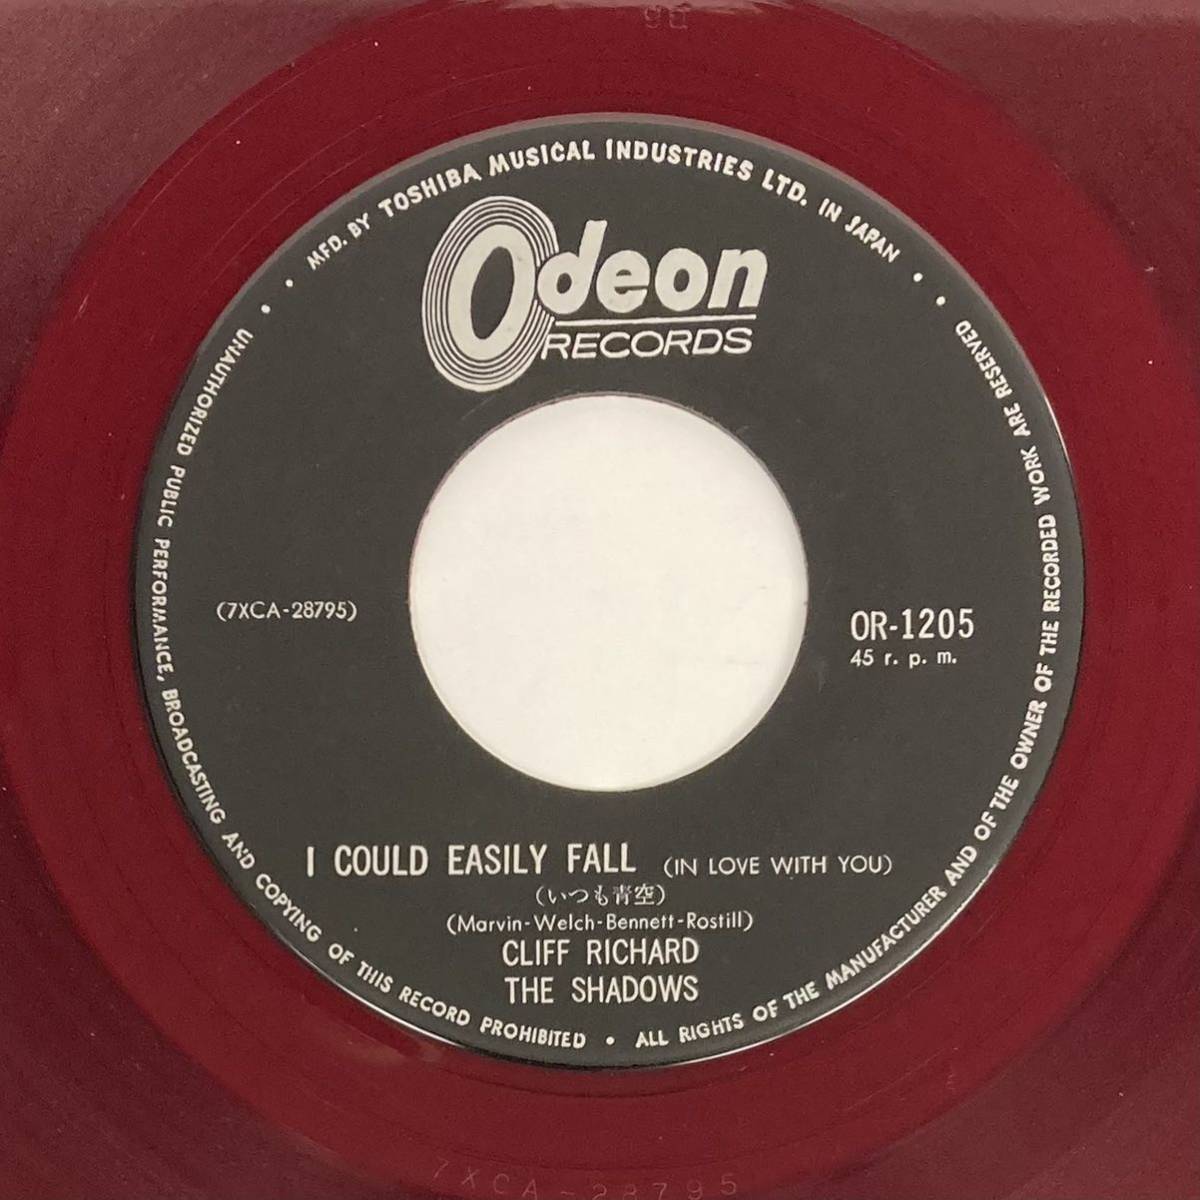 MFD. BY TOSHIBA MUSICAL INDUSTRIES LTD. IN JAPAN
Odeon
RECORDS
(7XCA-28795)
OR-1205
45 r. p. m.
I COULD EASILY FALL (IN LOVE WITH YOU)
(いつも青空)
(Marvin-Welch-Bennett-Rostill)
CLIFF RICHARD
THE SHADOWS
UNAUTHORIZED PUBLIC PERFORMANCE, BROADCASTING AND COPYING OF THIS RECORD PROHIBITED • ALL RIGHTS OF THE MANUFACTURER AND OF THE OWNER OF THE RECORDED WORK ARE RESERVED
7XCA-28795